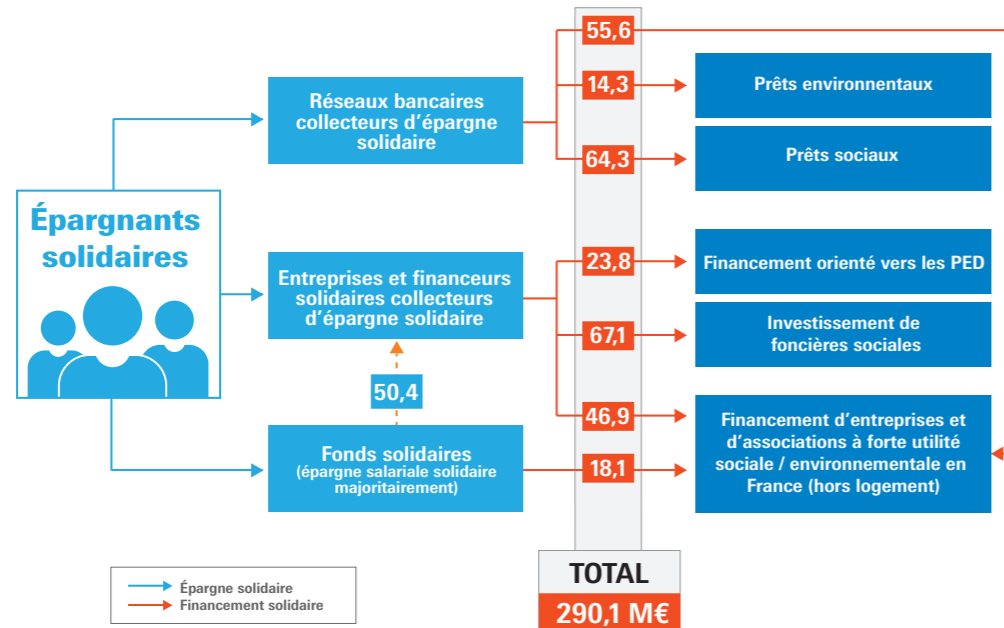 55,6
14,3
Prêts environnementaux
Réseaux bancaires
collecteurs d'épargne
solidaire
64,3
Prêts sociaux
Épargnants
solidaires
23,8
Financement orienté vers les PED
Entreprises et financeurs
solidaires collecteurs
d'épargne solidaire
67,1
Investissement de
foncières sociales
50,4
46,9
Financement d'entreprises et
d'associations à forte utilité
sociale / environnementale en
France (hors logement)
Fonds solidaires
(épargne salariale solidaire
majoritairement)
18,1
TOTAL
290,1 M€
Épargne solidaire
Financement solidaire